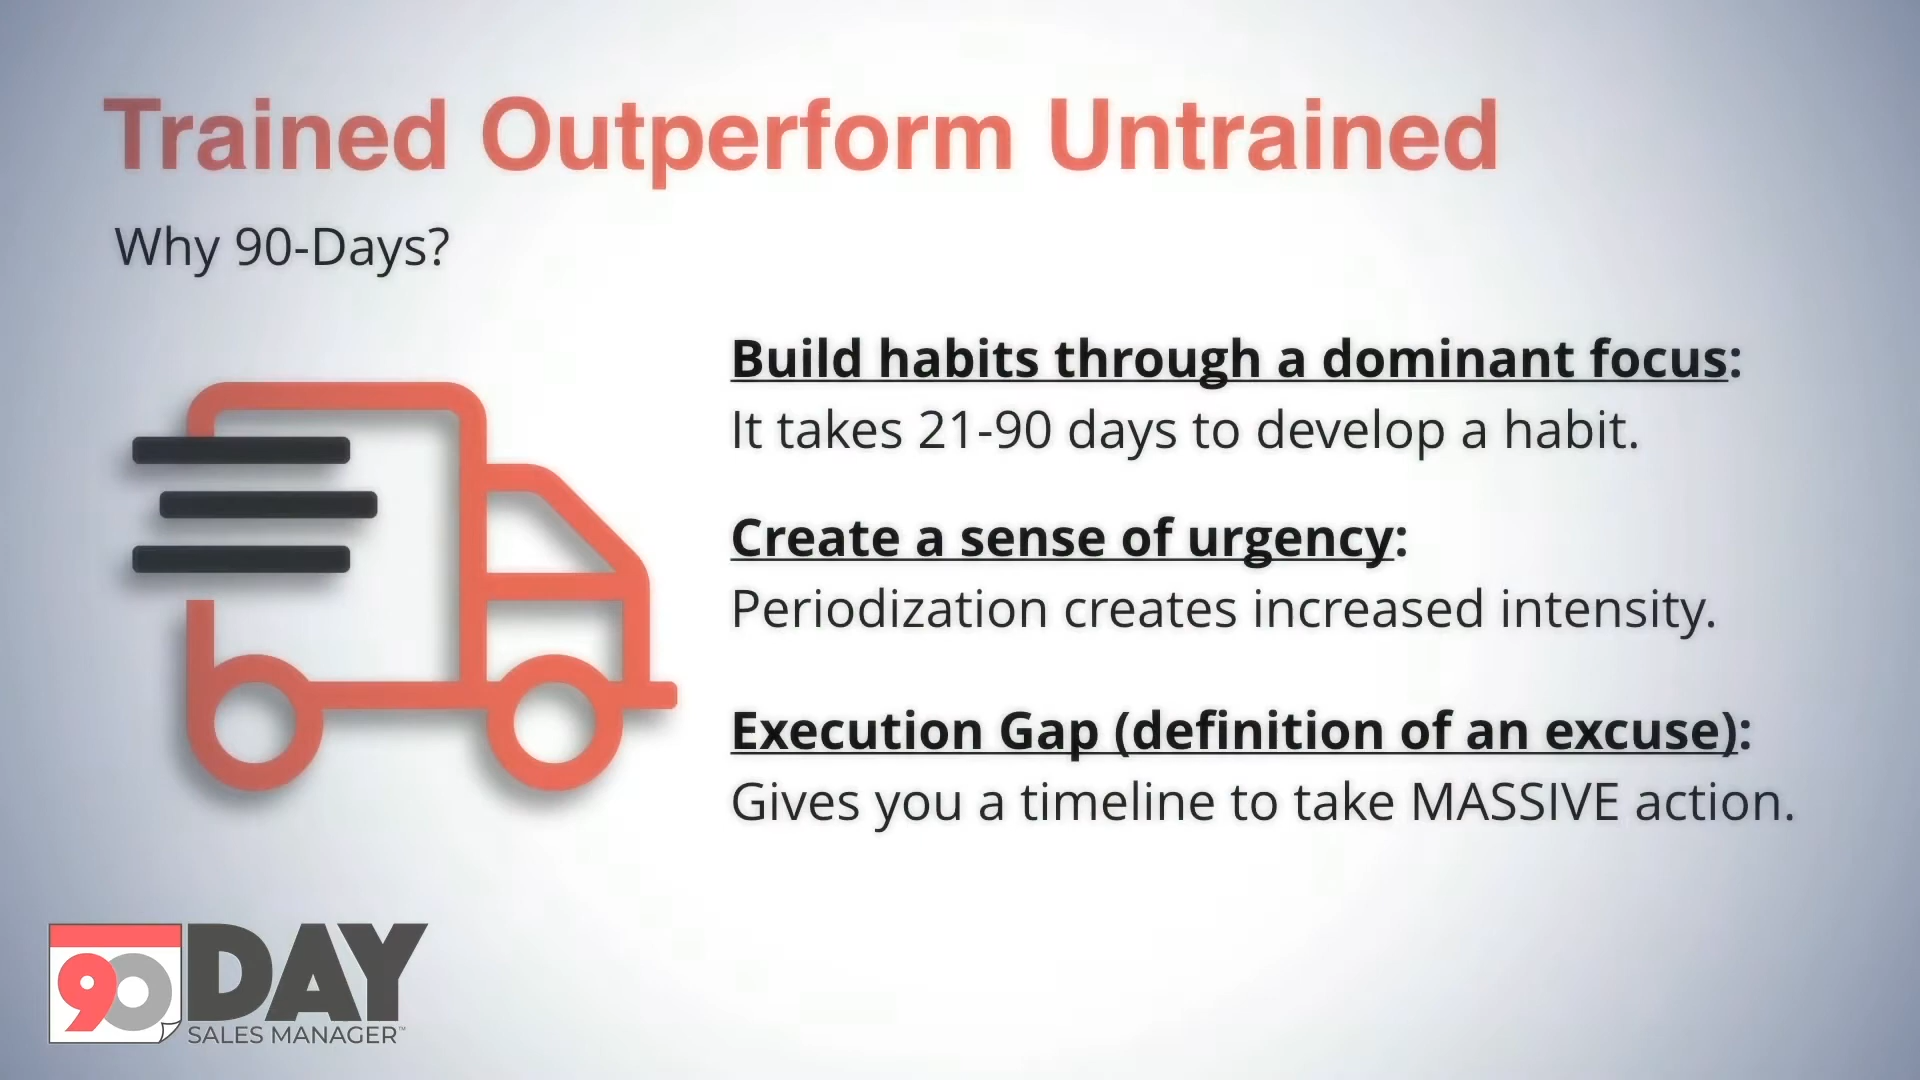 Trained Outperform Untrained
Why 90-Days?
Build habits through a dominant focus:
It takes 21-90 days to develop a habit.
Create a sense of urgency:
Periodization creates increased intensity.
Execution Gap (definition of an excuse):
Gives you a timeline to take MASSIVE action.
90 DAY
SALES MANAGER™